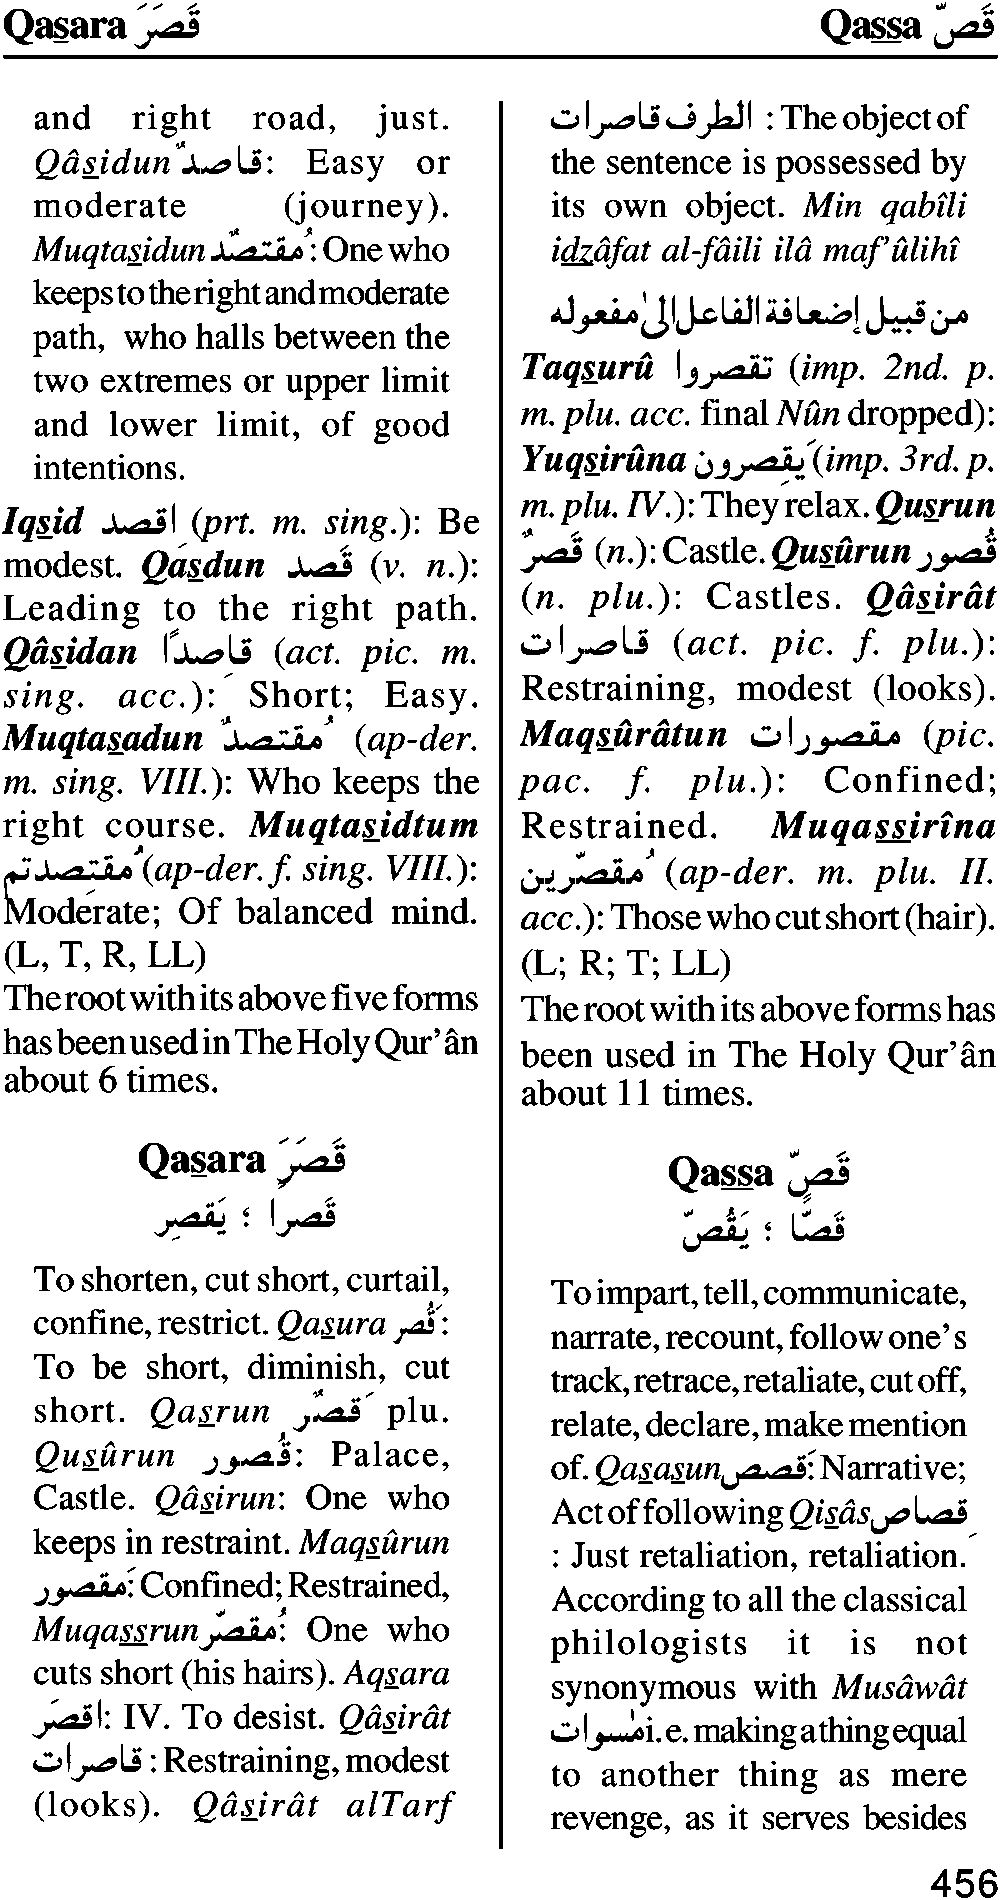 Qasara قَصَرَ
Qassa قَصّ
and right road, just.
Qâsidun قاصدٌ: Easy or
moderate (journey).
Muqtasidun مُقتصدٌ: One who
keeps to the right and moderate
path, who halls between the
two extremes or upper limit
and lower limit, of good
intentions.
Iqsid اقصِد (prt. m. sing.): Be
modest. Qasdun قَصد (v. n.):
Leading to the right path.
Qâsidan قاصِدًا (act. pic. m.
sing. acc.): Short; Easy.
Muqtasadun مُقتصدٌ (ap-der.
m. sing. VIII.): Who keeps the
right course. Muqtasidtum
مُقتصِدتم (ap-der. f. sing. VIII.):
Moderate; Of balanced mind.
(L, T, R, LL)
The root with its above five forms
has been used in The Holy Qur'ân
about 6 times.
Qasara قَصَرَ
قَصراً ؛ يَقصِر
To shorten, cut short, curtail,
confine, restrict. Qasura قَصُر:
To be short, diminish, cut
short. Qasrun قَصرٌ plu.
Qusûrun قُصور: Palace,
Castle. Qâsirun: One who
keeps in restraint. Maqsûrun
مَقصور: Confined; Restrained,
Muqassrun مُقصّر: One who
cuts short (his hairs). Aqsara
اقصَر: IV. To desist. Qâsirât
قاصرات : Restraining, modest
(looks). Qâsirât alTarf
الطرف قاصرات : The object of
the sentence is possessed by
its own object. Min qabîli
idzâfat al-fâili ilâ maf'ûlihî
من قبيل إضعافة الفاعل الىٰ مفعوله
Taqsurû تقصروا (imp. 2nd. p.
m. plu. acc. final Nûn dropped):
Yuqsirûna يَقصِرون (imp. 3rd. p.
m. plu. IV.): They relax. Qusrun
قَصرٌ (n.): Castle. Qusûrun قُصور
(n. plu.): Castles. Qâsirât
قاصرات (act. pic. f. plu.):
Restraining, modest (looks).
Maqsûrâtun مقصورات (pic.
pac. f. plu.): Confined;
Restrained. Muqassirîna
مُقصّرين (ap-der. m. plu. II.
acc.): Those who cut short (hair).
(L; R; T; LL)
The root with its above forms has
been used in The Holy Qur'ân
about 11 times.
Qassa قَصّ
قَصًّا ؛ يَقُصّ
To impart, tell, communicate,
narrate, recount, follow one's
track, retrace, retaliate, cut off,
relate, declare, make mention
of. Qasasun قَصص: Narrative;
Act of following Qisâs قِصاص
: Just retaliation, retaliation.
According to all the classical
philologists it is not
synonymous with Musâwât
مُسوات i. e. making a thing equal
to another thing as mere
revenge, as it serves besides
456